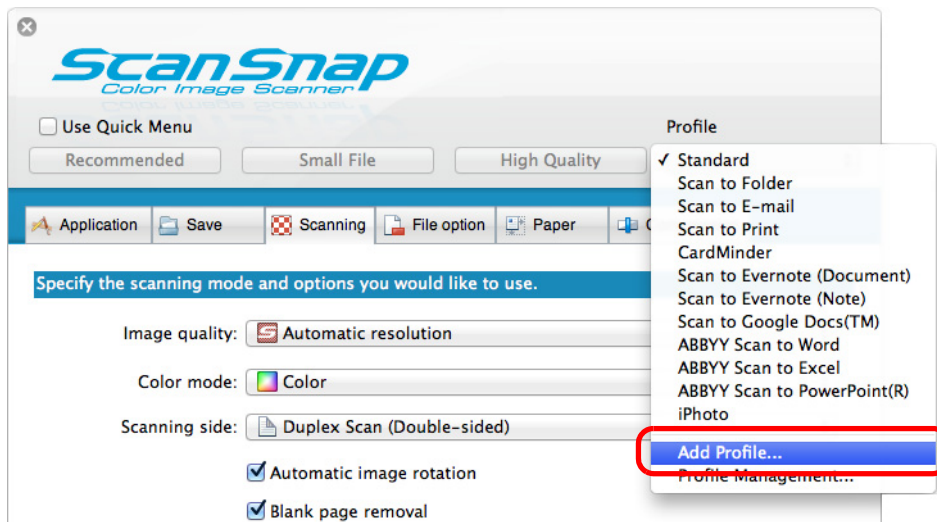 ScanSnap
Color Image Scanner
Use Quick Menu
Profile
Recommended
Small File
High Quality
✓ Standard
Scan to Folder
Scan to E-mail
Scan to Print
CardMinder
Scan to Evernote (Document)
Scan to Evernote (Note)
Scan to Google Docs(TM)
ABBYY Scan to Word
ABBYY Scan to Excel
ABBYY Scan to PowerPoint(R)
iPhoto
Add Profile...
Profile Management...
Application
Save
Scanning
File option
Paper
Specify the scanning mode and options you would like to use.
Image quality: Automatic resolution
Color mode: Color
Scanning side: Duplex Scan (Double-sided)
Automatic image rotation
Blank page removal